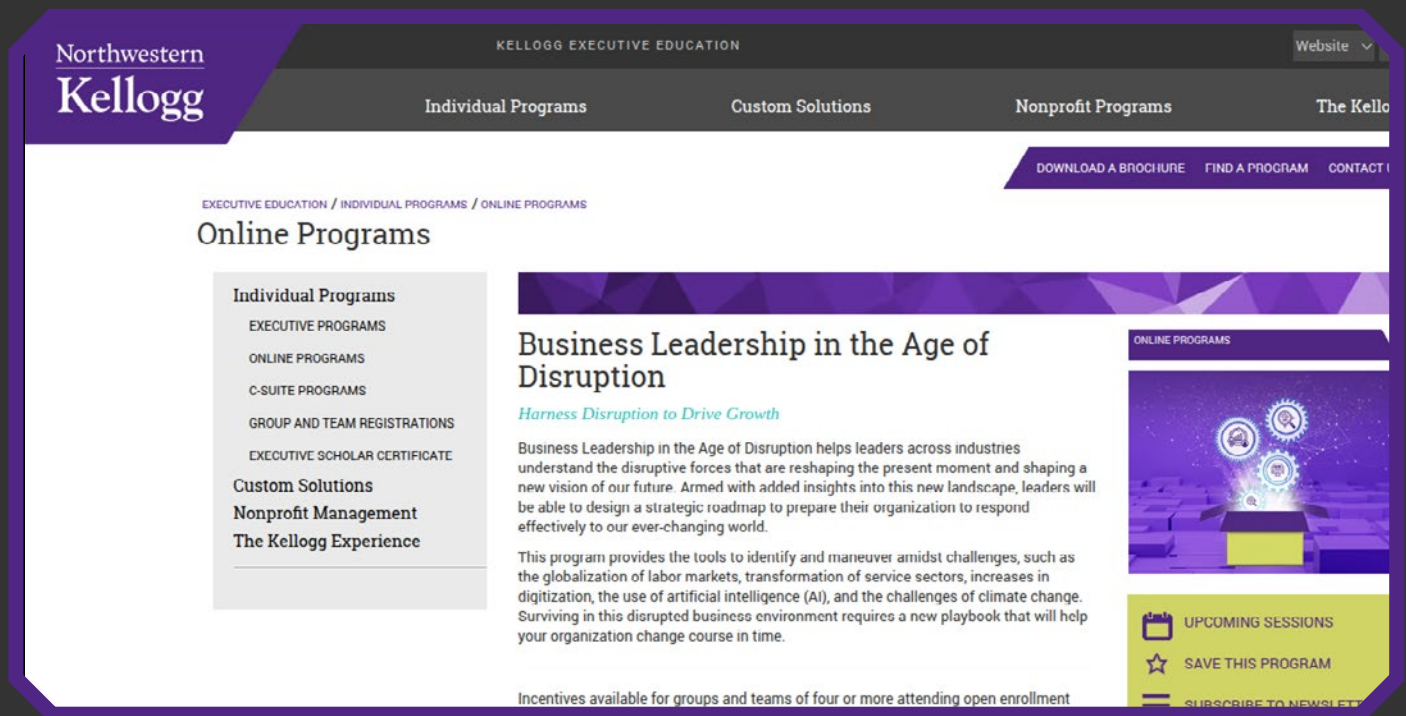 Northwestern
Kellogg
KELLOGG EXECUTIVE EDUCATION
Website
Individual Programs
Custom Solutions
Nonprofit Programs
The Kello
DOWNLOAD A BROCHURE
FIND A PROGRAM
CONTACT
EXECUTIVE EDUCATION / INDIVIDUAL PROGRAMS / ONLINE PROGRAMS
Online Programs
Individual Programs
EXECUTIVE PROGRAMS
ONLINE PROGRAMS
C-SUITE PROGRAMS
GROUP AND TEAM REGISTRATIONS
EXECUTIVE SCHOLAR CERTIFICATE
Custom Solutions
Nonprofit Management
The Kellogg Experience
Business Leadership in the Age of
Disruption
Harness Disruption to Drive Growth
Business Leadership in the Age of Disruption helps leaders across industries
understand the disruptive forces that are reshaping the present moment and shaping a
new vision of our future. Armed with added insights into this new landscape, leaders will
be able to design a strategic roadmap to prepare their organization to respond
effectively to our ever-changing world.
This program provides the tools to identify and maneuver amidst challenges, such as
the globalization of labor markets, transformation of service sectors, increases in
digitization, the use of artificial intelligence (AI), and the challenges of climate change.
Surviving in this disrupted business environment requires a new playbook that will help
your organization change course in time.
Incentives available for groups and teams of four or more attending open enrollment
ONLINE PROGRAMS
UPCOMING SESSIONS
SAVE THIS PROGRAM
SUBSCRIBE TO NEWSLETT